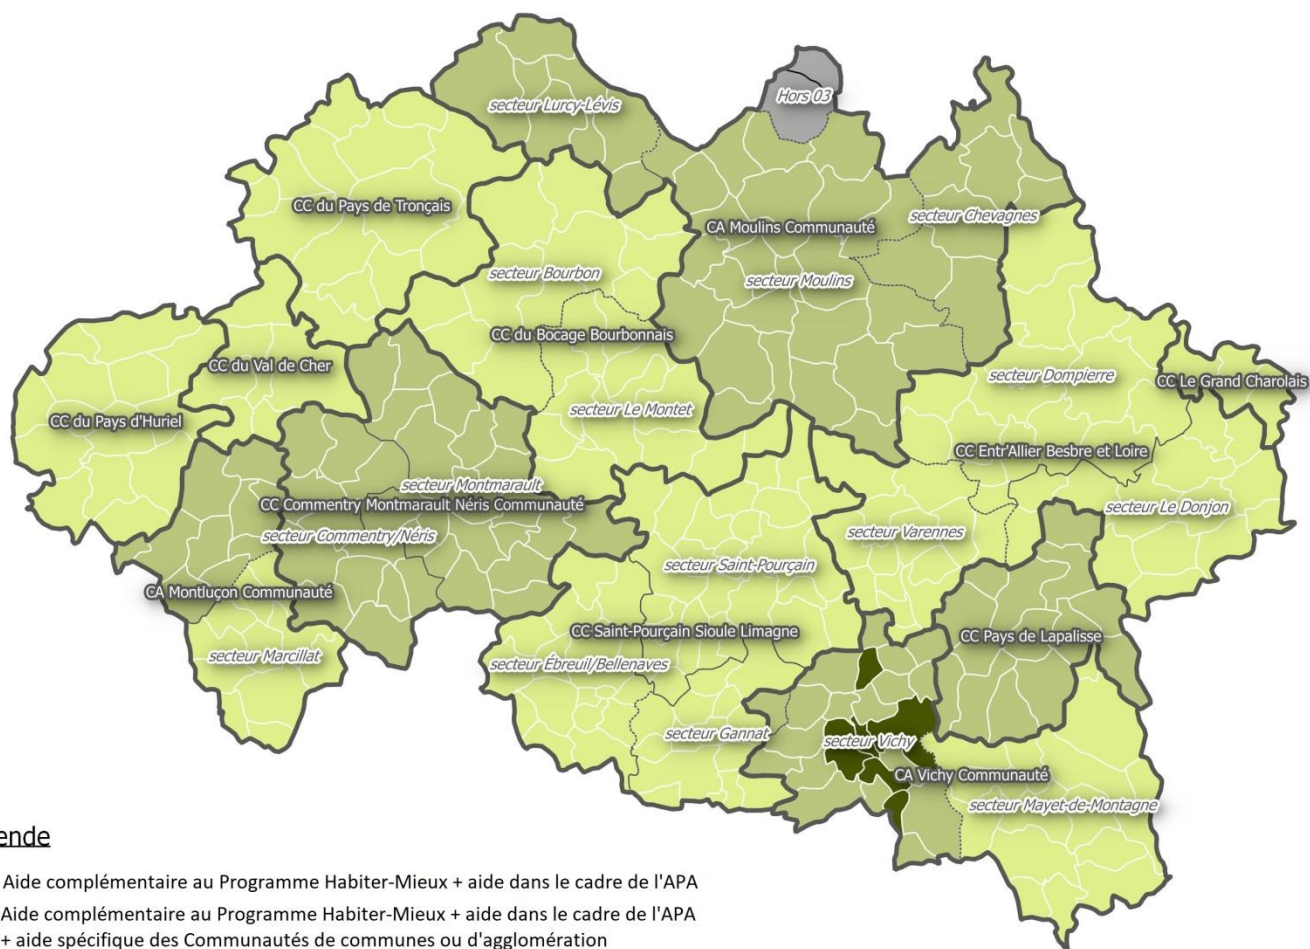 Hors 03
secteur Lurcy-Lévis
CC du Pays de Tronçais
secteur Chevagnes
CA Moulins Communauté
secteur Bourbon
secteur Moulins
CC du Bocage Bourbonnais
CC du Val de Cher
secteur Dompierre
CC Le Grand Charolais
secteur Le Montet
CC du Pays d'Huriel
CC Entr'Allier Besbre et Loire
secteur Montmarault
CC Commentry Montmarault Néris Communauté
secteur Le Donjon
secteur Commentry/Néris
secteur Varennes
secteur Saint-Pourçain
CA Montluçon Communauté
CC Saint-Pourçain Sioule Limagne
CC Pays de Lapalisse
secteur Marcillat
secteur Ébreuil/Bellenaves
secteur Gannat
secteur Vichy
CA Vichy Communauté
secteur Mayet-de-Montagne
ende
Aide complémentaire au Programme Habiter-Mieux + aide dans le cadre de l'APA
Aide complémentaire au Programme Habiter-Mieux + aide dans le cadre de l'APA
+ aide spécifique des Communautés de communes ou d'agglomération